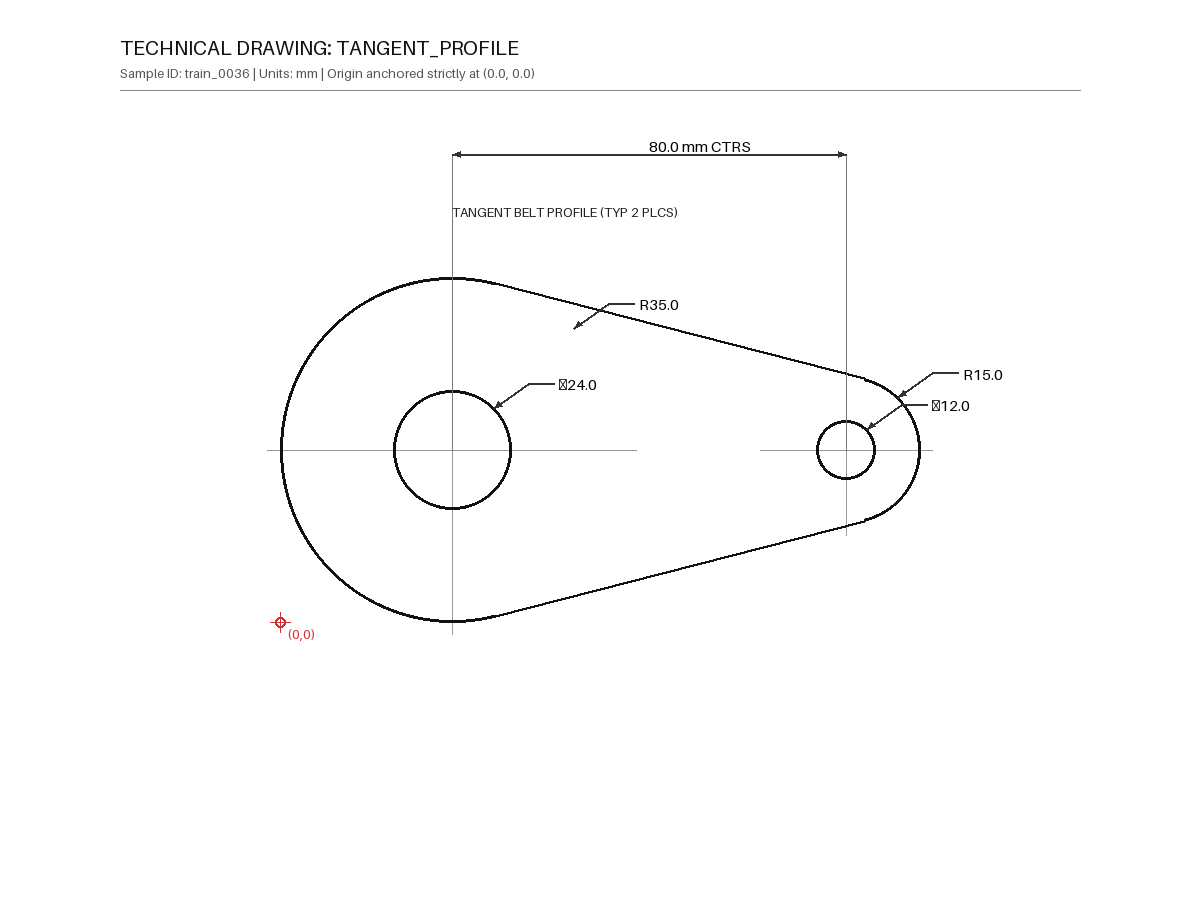 TECHNICAL DRAWING: TANGENT_PROFILE
Sample ID: train_0036 | Units: mm | Origin anchored strictly at (0.0, 0.0)
80.0 mm CTRS
TANGENT BELT PROFILE (TYP 2 PLCS)
R35.0
R15.0
24.0
12.0
(0,0)